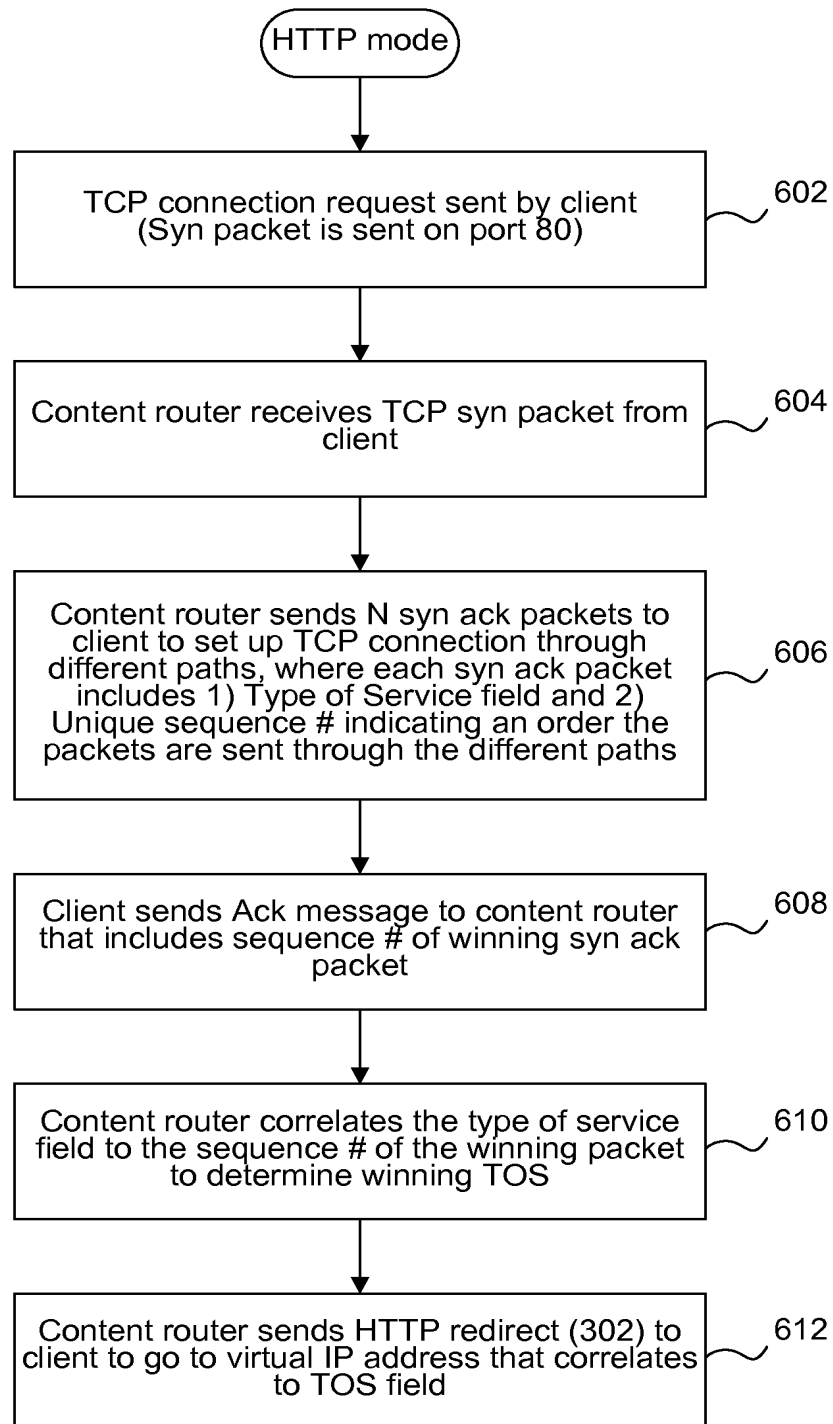 HTTP mode
TCP connection request sent by client
(Syn packet is sent on port 80)
602
Content router receives TCP syn packet from
client
604
Content router sends N syn ack packets to
client to set up TCP connection through
different paths, where each syn ack packet
includes 1) Type of Service field and 2)
Unique sequence # indicating an order the
packets are sent through the different paths
606
Client sends Ack message to content router
that includes sequence # of winning syn ack
packet
608
Content router correlates the type of service
field to the sequence # of the winning packet
to determine winning TOS
610
Content router sends HTTP redirect (302) to
client to go to virtual IP address that correlates
to TOS field
612